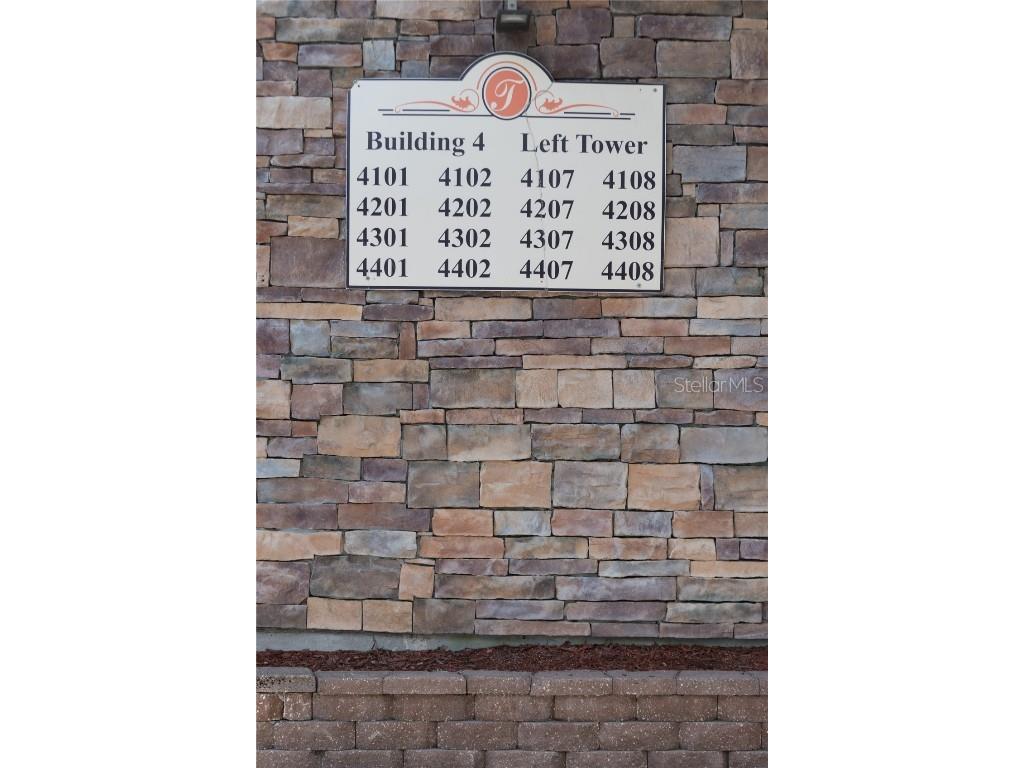 T
Building 4 Left Tower
4101 4102 4107 4108
4201 4202 4207 4208
4301 4302 4307 4308
4401 4402 4407 4408
StellarMLS